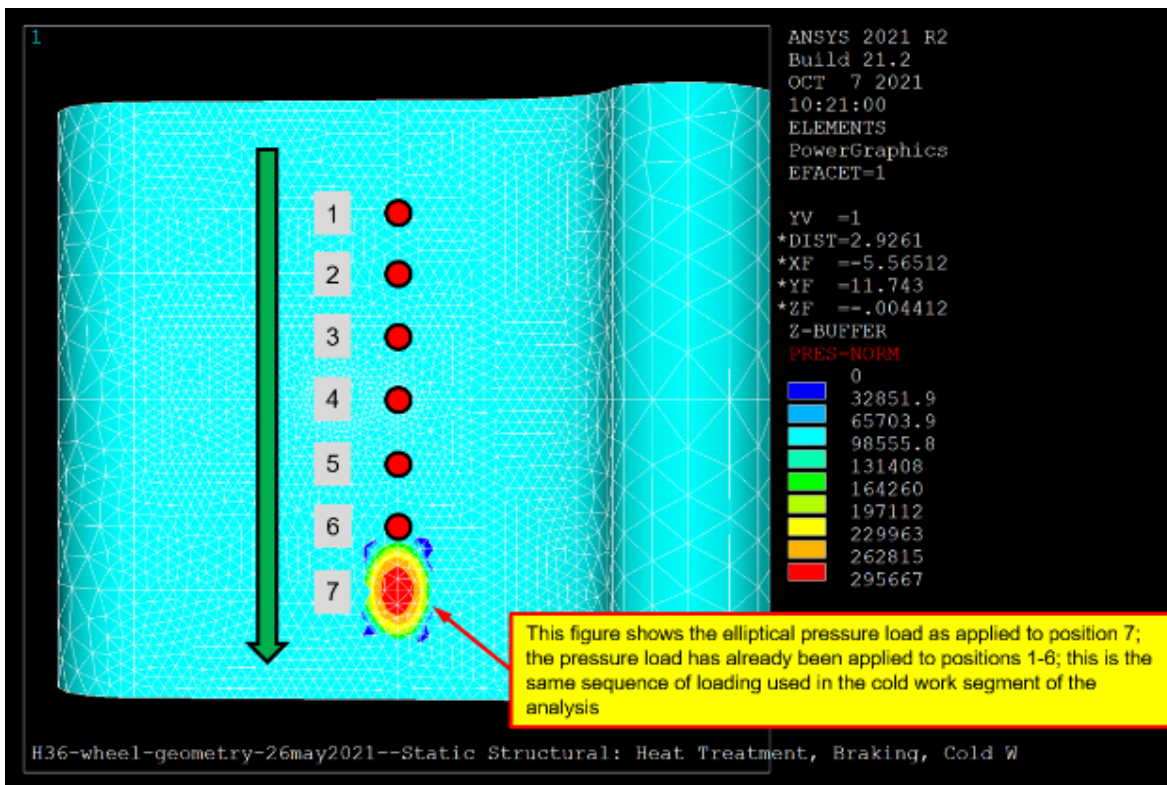 1
ANSYS 2021 R2
Build 21.2
OCT 7 2021
10:21:00
ELEMENTS
PowerGraphics
EFACET=1
YV =1
*DIST=2.9261
*XF =-5.56512
*YF =11.743
*ZF =-.004412
Z-BUFFER
PRES-NORM
0
32851.9
65703.9
98555.8
131408
164260
197112
229963
262815
295667
1
2
3
4
5
6
7
This figure shows the elliptical pressure load as applied to position 7;
the pressure load has already been applied to positions 1-6; this is the
same sequence of loading used in the cold work segment of the
analysis
H36-wheel-geometry-26may2021--Static Structural: Heat Treatment, Braking, Cold W